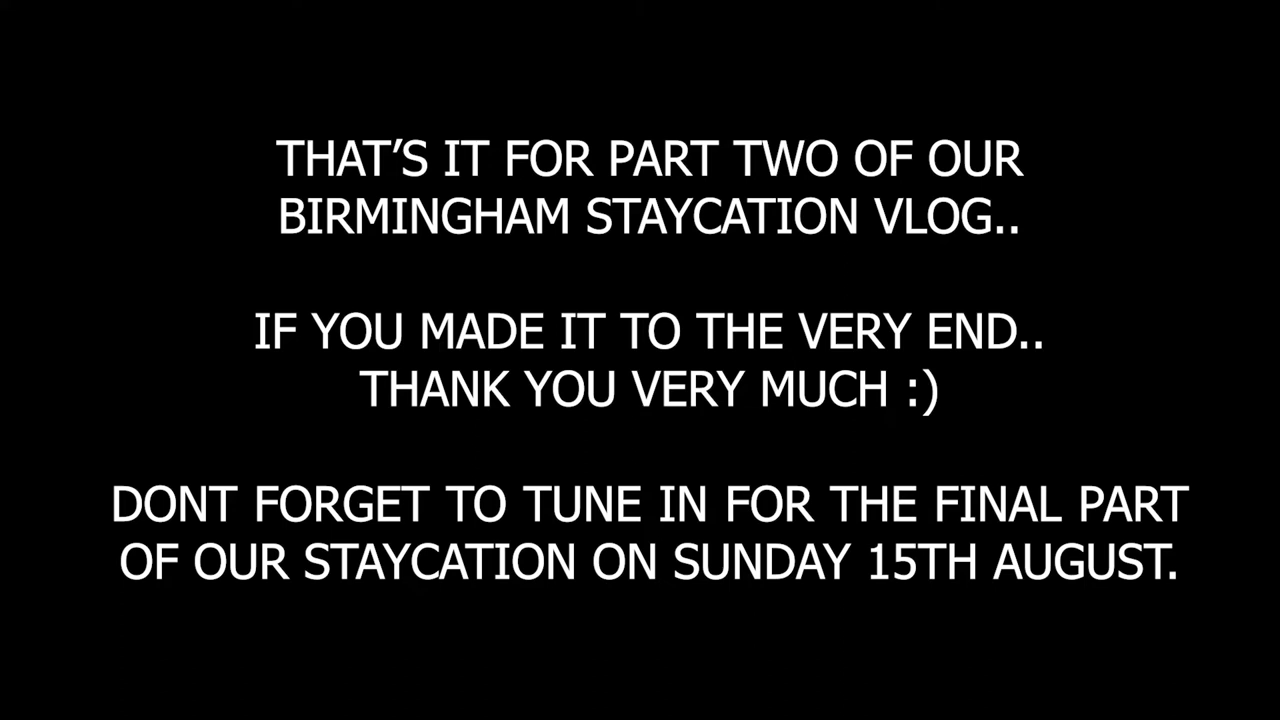 THAT’S IT FOR PART TWO OF OUR
BIRMINGHAM STAYCATION VLOG..
IF YOU MADE IT TO THE VERY END..
THANK YOU VERY MUCH :)
DONT FORGET TO TUNE IN FOR THE FINAL PART
OF OUR STAYCATION ON SUNDAY 15TH AUGUST.